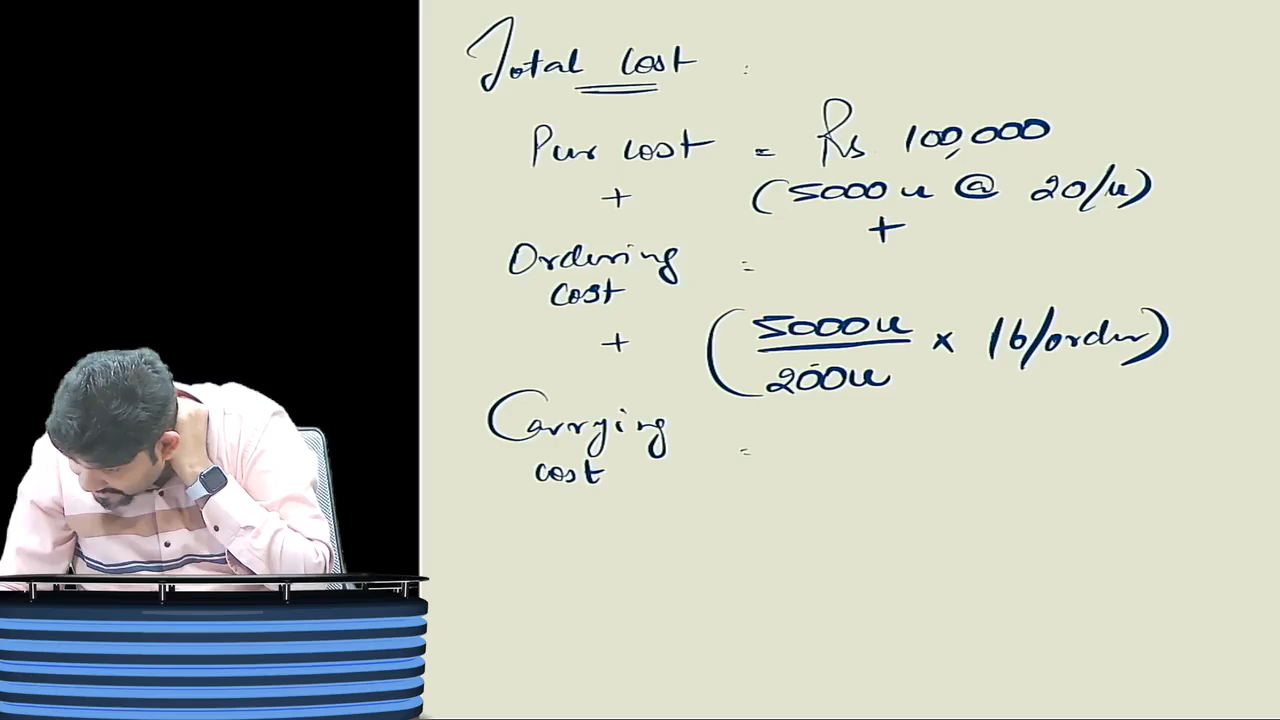 Total cost :
Pur cost = Rs 100,000
+ (5000 u @ 20/u)
+
Ordering cost =
+ (5000u / 200u × 16/order)
Carrying cost =